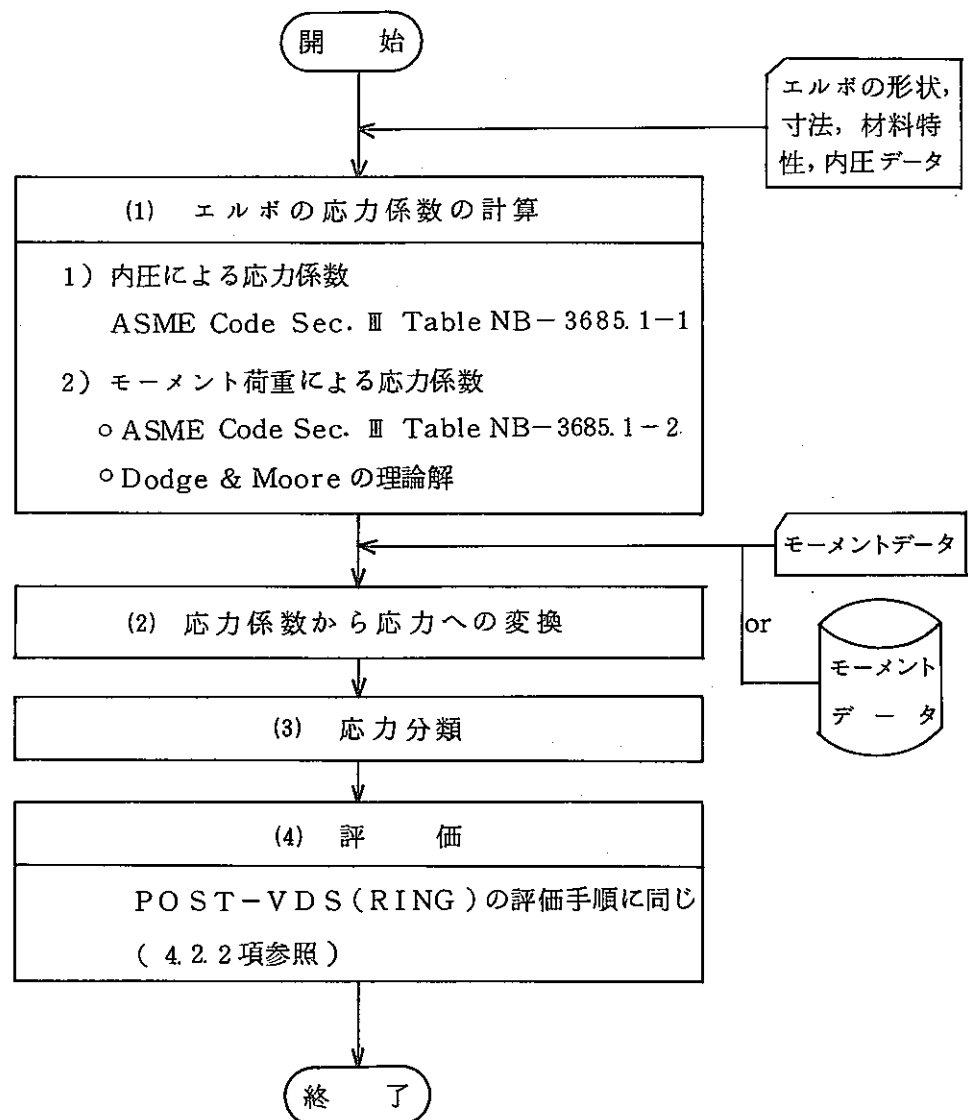 開 始
エルボの形状,
寸法, 材料特
性, 内圧データ
(1) エルボの応力係数の計算
1) 内圧による応力係数
ASME Code Sec. Ⅲ Table NB-3685.1-1
2) モーメント荷重による応力係数
○ ASME Code Sec. Ⅲ Table NB-3685.1-2
○ Dodge & Mooreの理論解
モーメントデータ
(2) 応力係数から応力への変換
or
モーメント
データ
(3) 応力分類
(4) 評 価
POST-VDS(RING)の評価手順に同じ
(4.2.2項参照)
終 了